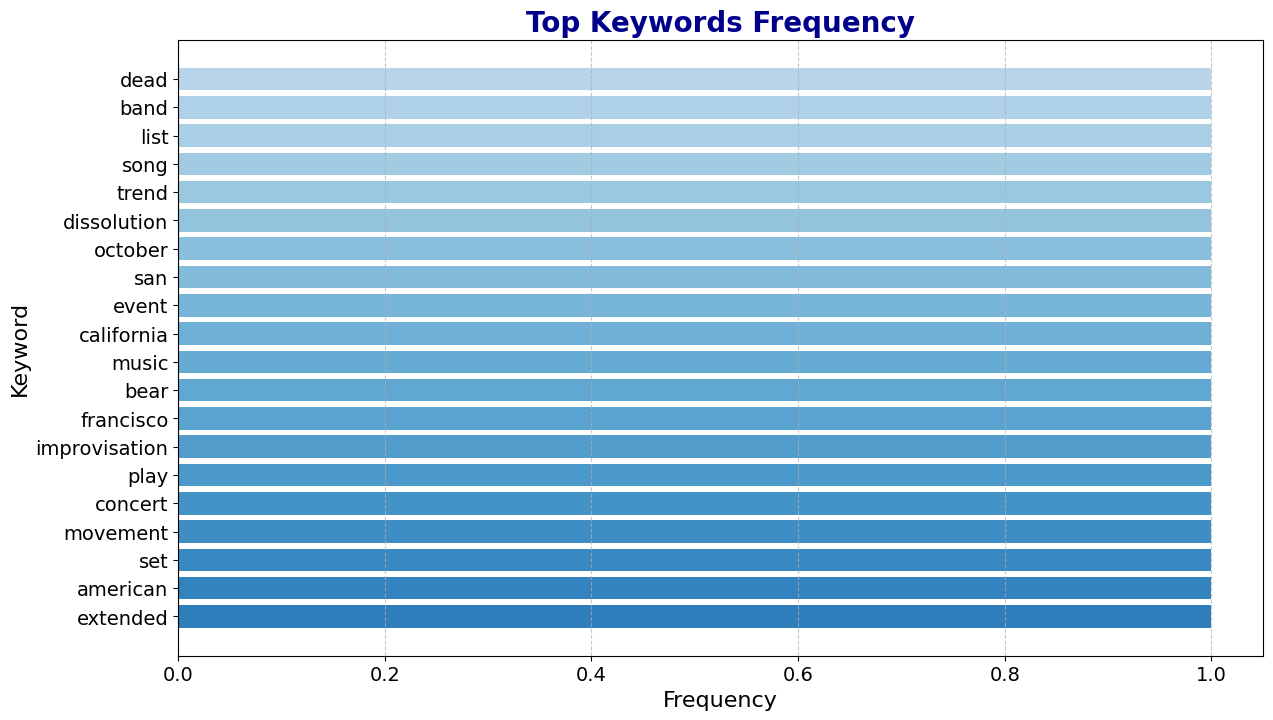 Top Keywords Frequency
Keyword
dead
band
list
song
trend
dissolution
october
san
event
california
music
bear
francisco
improvisation
play
concert
movement
set
american
extended
0.0 0.2 0.4 0.6 0.8 1.0
Frequency